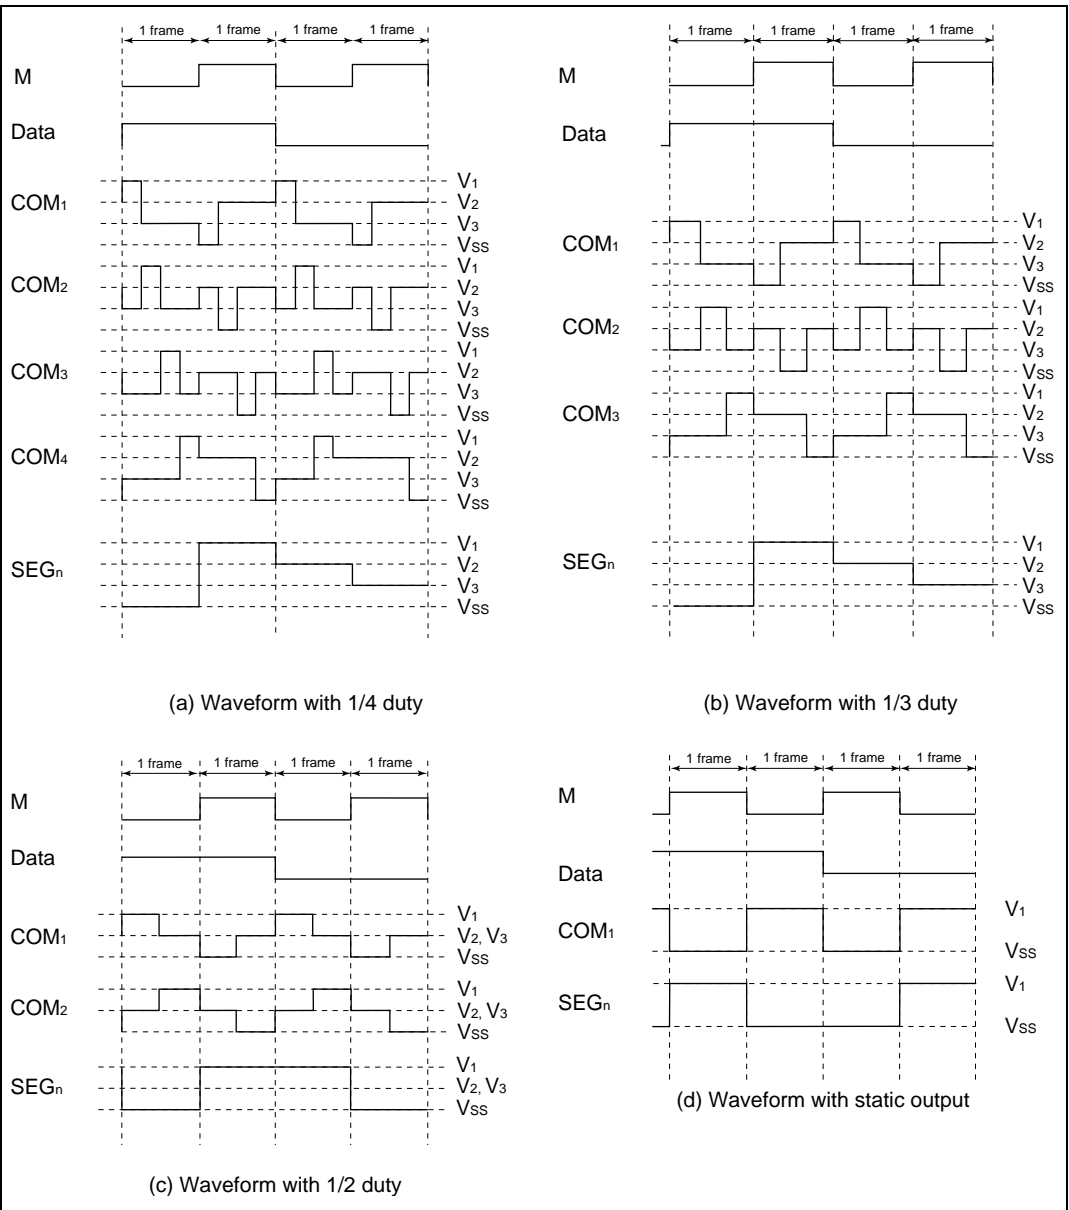 1 frame 1 frame 1 frame 1 frame
M
Data
COM1
V1
V2
V3
VSS
COM2
V1
V2
V3
VSS
COM3
V1
V2
V3
VSS
COM4
V1
V2
V3
VSS
SEGn
V1
V2
V3
VSS
(a) Waveform with 1/4 duty
1 frame 1 frame 1 frame 1 frame
M
Data
COM1
V1
V2
V3
VSS
COM2
V1
V2
V3
VSS
COM3
V1
V2
V3
VSS
SEGn
V1
V2
V3
VSS
(b) Waveform with 1/3 duty
1 frame 1 frame 1 frame 1 frame
M
Data
COM1
V1
V2, V3
VSS
COM2
V1
V2, V3
VSS
SEGn
V1
V2, V3
VSS
(c) Waveform with 1/2 duty
1 frame 1 frame 1 frame 1 frame
M
Data
COM1
V1
VSS
SEGn
V1
VSS
(d) Waveform with static output